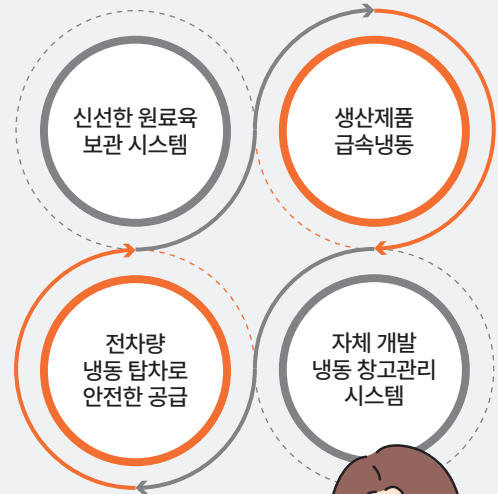 신선한 원료육
보관 시스템
생산제품
급속냉동
전차량
냉동 탑차로
안전한 공급
자체 개발
냉동 창고관리
시스템